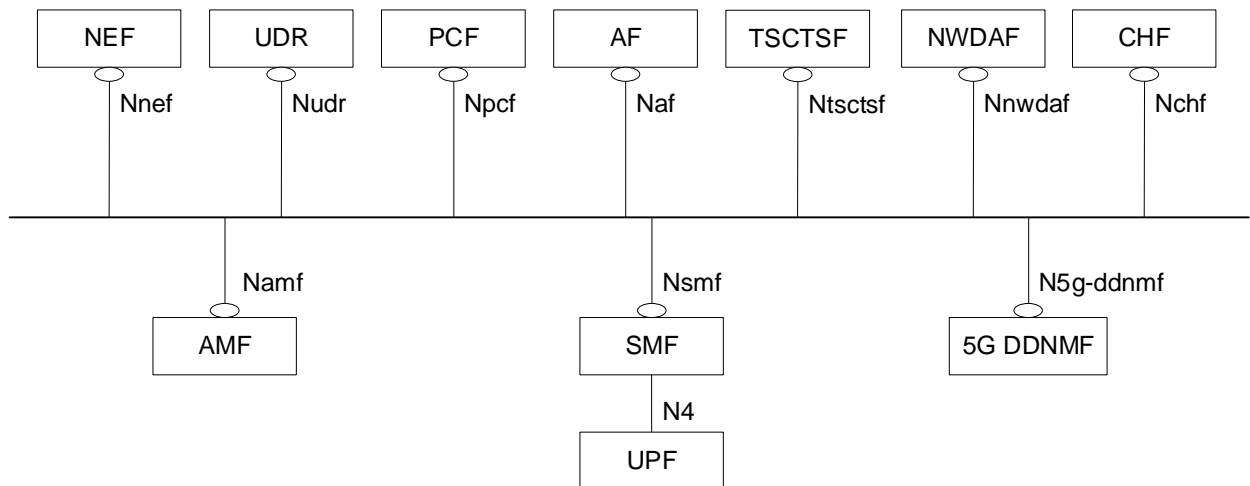 NEF UDR PCF AF TSCTSF NWDAF CHF
Nnef Nudr Npcf Naf Ntsctsf Nnwdaf Nchf
Namf Nsmf N5g-ddnmf
AMF SMF 5G DDNMF
N4
UPF